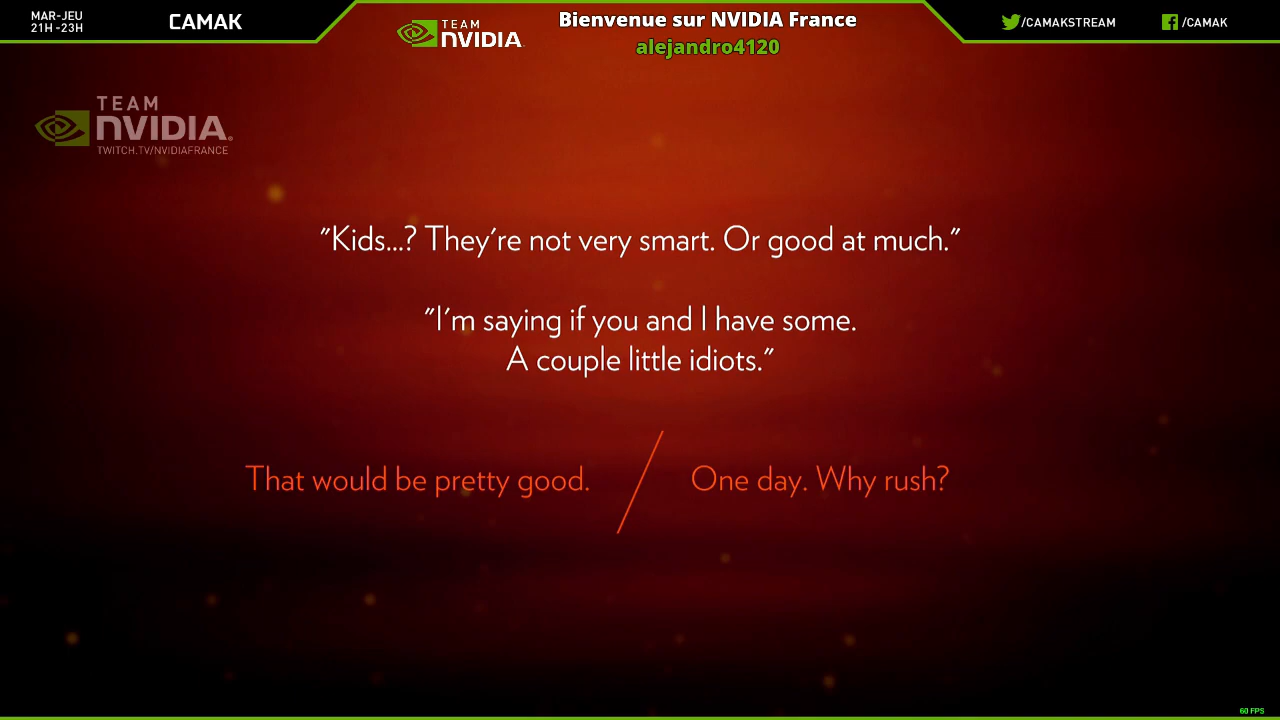 MAR-JEU
21H -23H
CAMAK
TEAM
NVIDIA.
Bienvenue sur NVIDIA France
alejandro4120
/CAMAKSTREAM
/CAMAK
TEAM
NVIDIA.
TWITCH.TV/NVIDIAFRANCE
"Kids...? They're not very smart. Or good at much."
"I'm saying if you and I have some.
A couple little idiots."
That would be pretty good. / One day. Why rush?
60 FPS